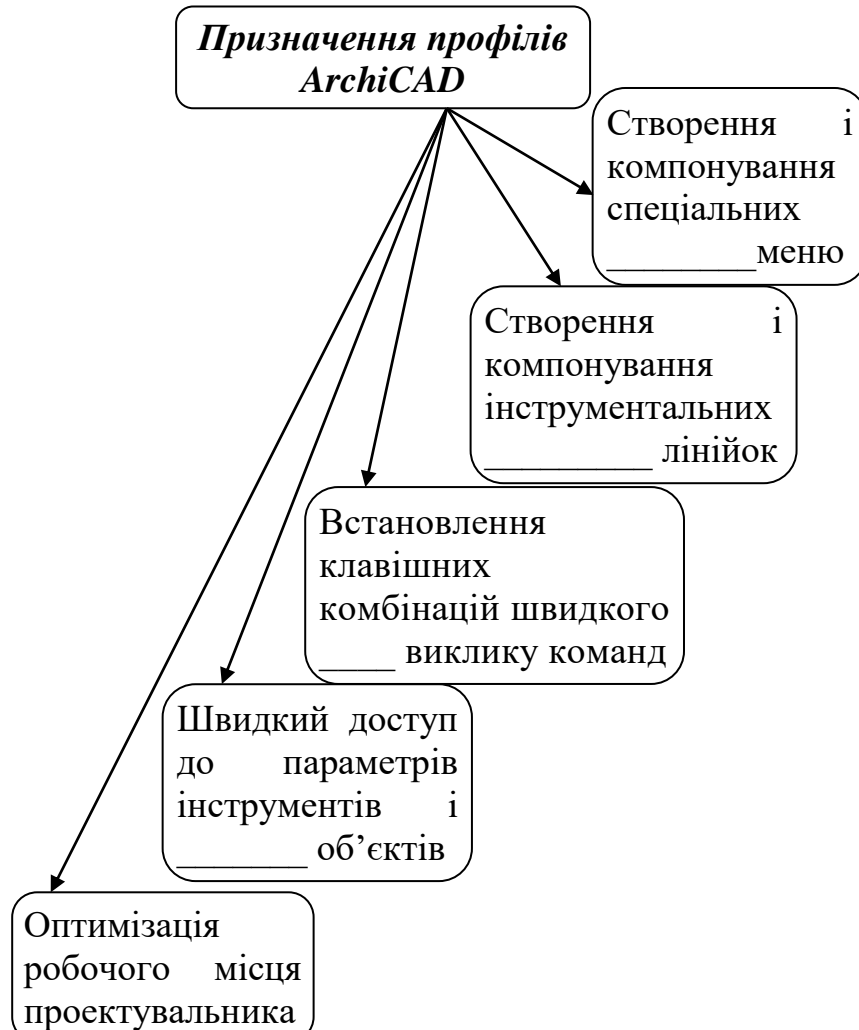 Призначення профілів
ArchiCAD
Створення і
компонування
спеціальних
________меню
Створення і
компонування
інструментальних
_________ лінійок
Встановлення
клавішних
комбінацій швидкого
____ виклику команд
Швидкий доступ
до параметрів
інструментів і
_______ об’єктів
Оптимізація
робочого місця
проектувальника